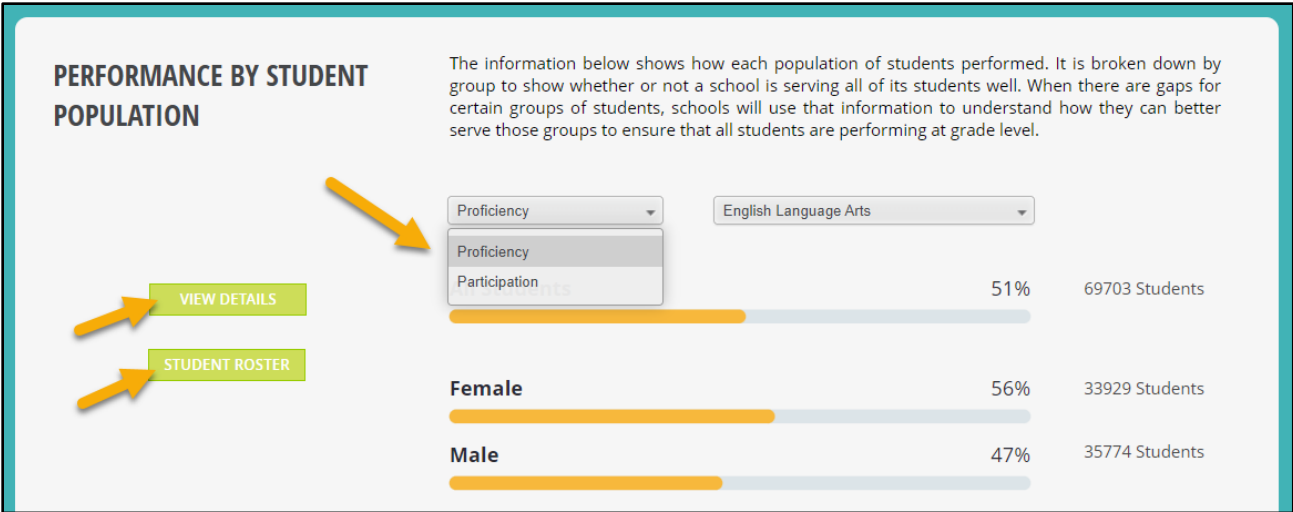 PERFORMANCE BY STUDENT
POPULATION
The information below shows how each population of students performed. It is broken down by
group to show whether or not a school is serving all of its students well. When there are gaps for
certain groups of students, schools will use that information to understand how they can better
serve those groups to ensure that all students are performing at grade level.
Proficiency
English Language Arts
Proficiency
Participation
VIEW DETAILS
STUDENT ROSTER
All Students 51% 69703 Students
Female 56% 33929 Students
Male 47% 35774 Students